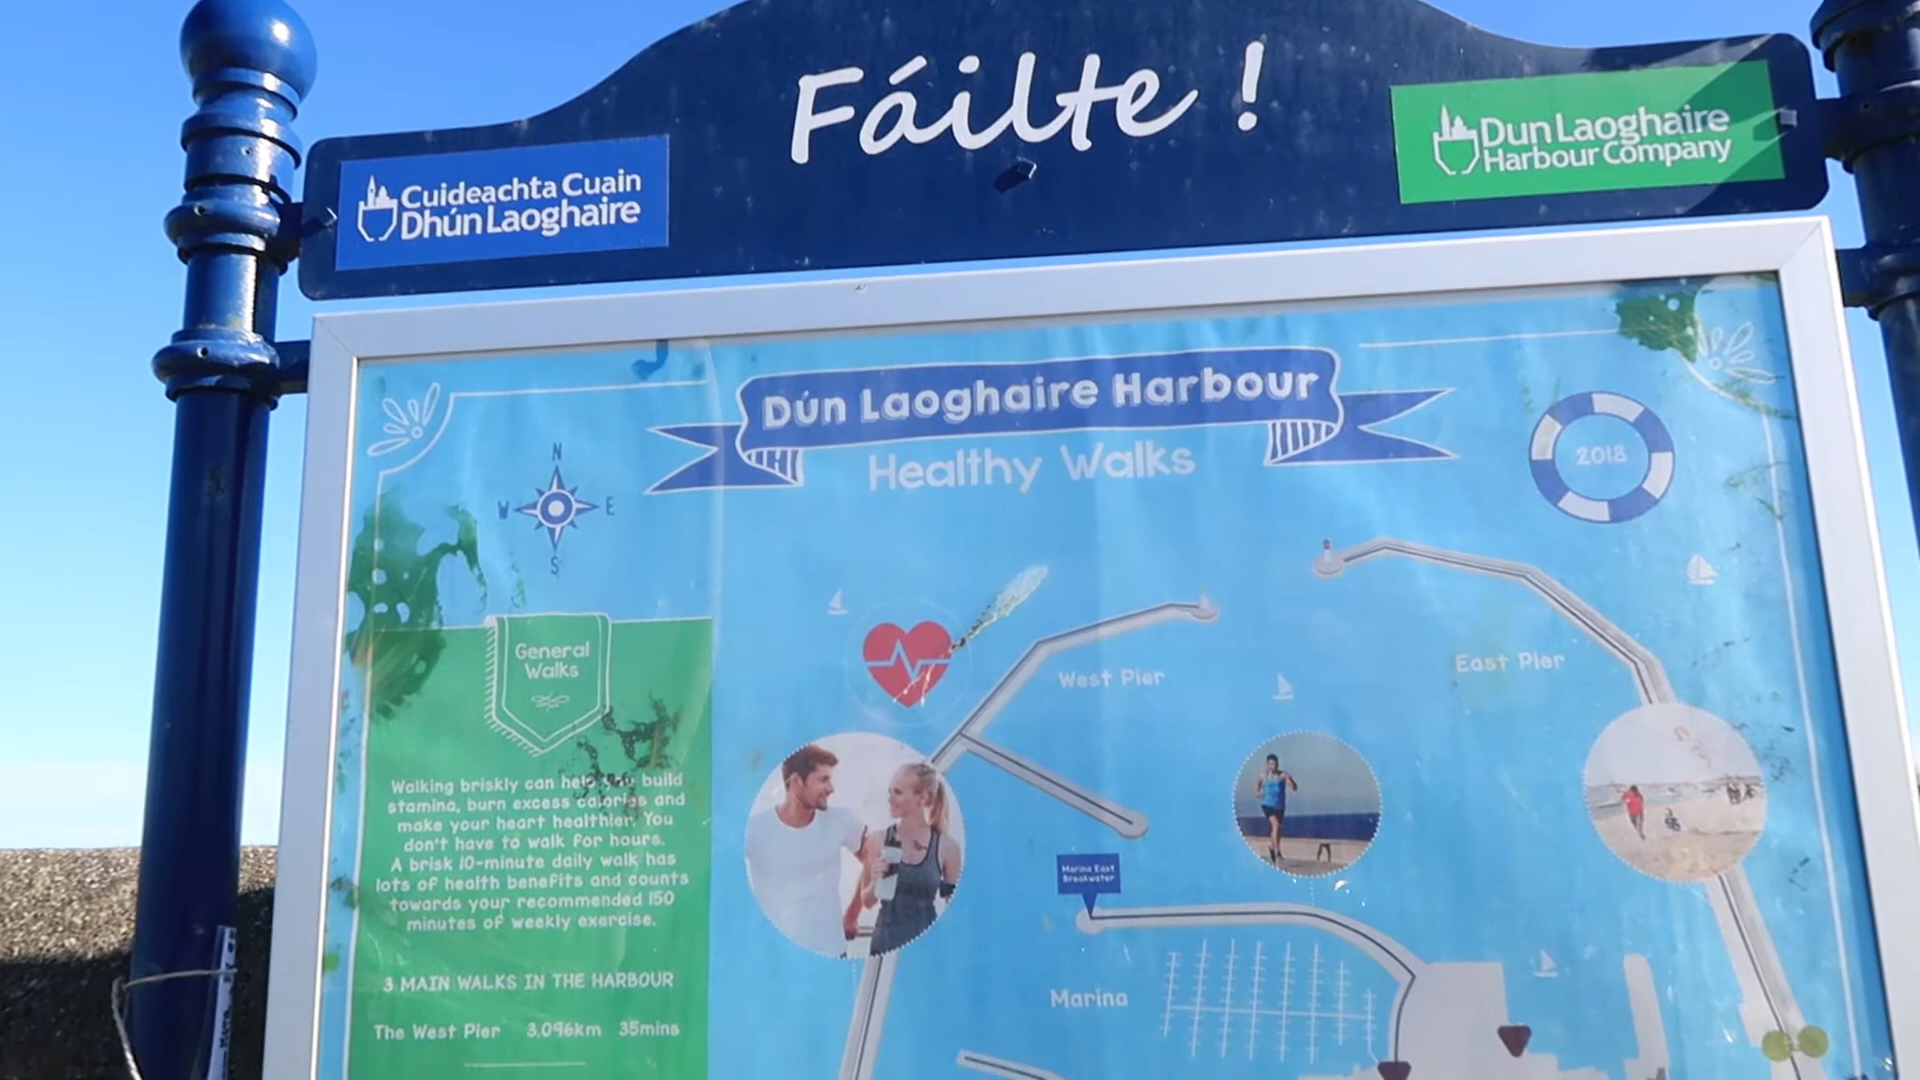 Fáilte !
Cuideachta Cuain
Dhún Laoghaire
Dun Laoghaire
Harbour Company
Dún Laoghaire Harbour
Healthy Walks
2018
N
W E
S
General
Walks
Walking briskly can help you build
stamina, burn excess calories and
make your heart healthier. You
don't have to walk for hours.
A brisk 10-minute daily walk has
lots of health benefits and counts
towards your recommended 150
minutes of weekly exercise.
3 MAIN WALKS IN THE HARBOUR
The West Pier 3.096km 35mins
West Pier
East Pier
Marina East
Breakwater
Marina